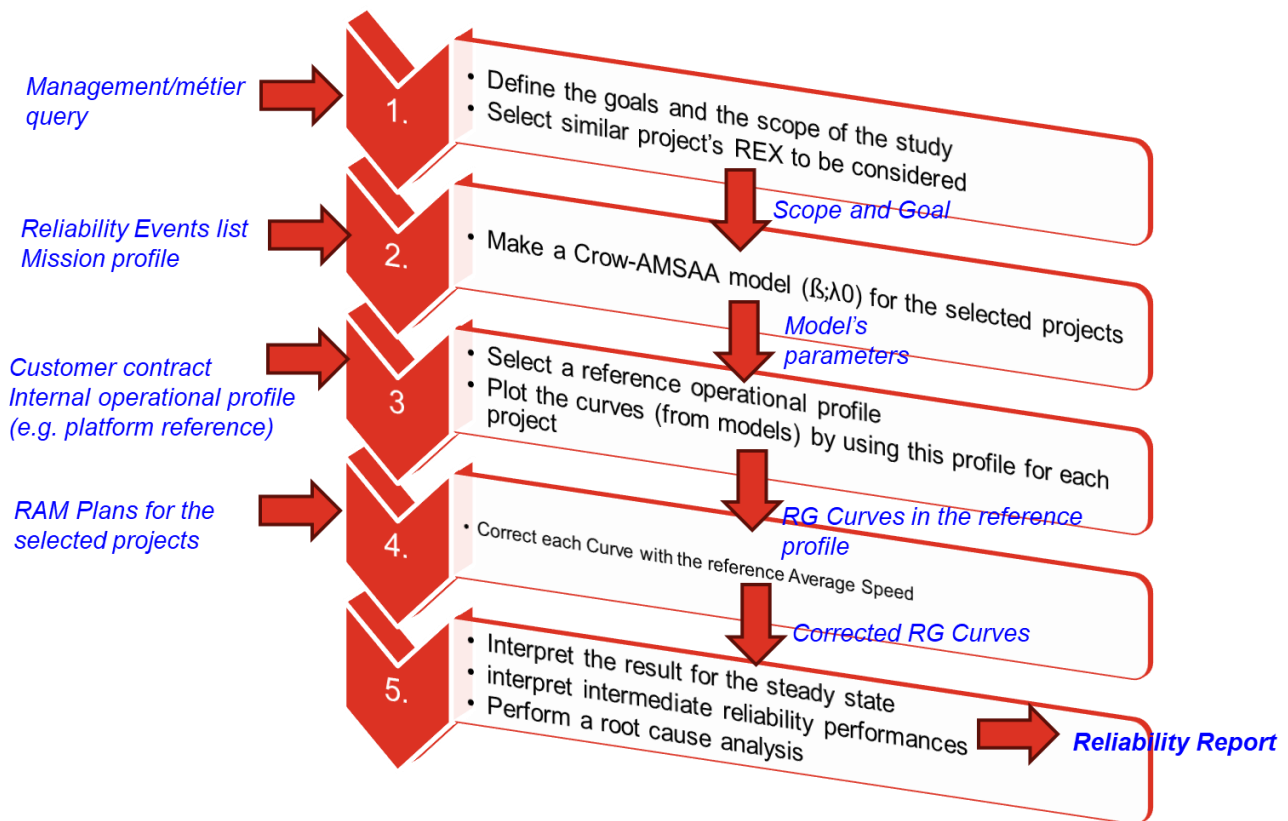 Management/métier
query
1.
• Define the goals and the scope of the study
• Select similar project's REX to be considered
Scope and Goal
Reliability Events list
Mission profile
2.
• Make a Crow-AMSAA model (ß;λ0) for the selected projects
Model's
parameters
Customer contract
Internal operational profile
(e.g. platform reference)
3
• Select a reference operational profile
• Plot the curves (from models) by using this profile for each
project
RG Curves in the reference
profile
RAM Plans for the
selected projects
4.
• Correct each Curve with the reference Average Speed
Corrected RG Curves
5.
• Interpret the result for the steady state
• interpret intermediate reliability performances
• Perform a root cause analysis
Reliability Report